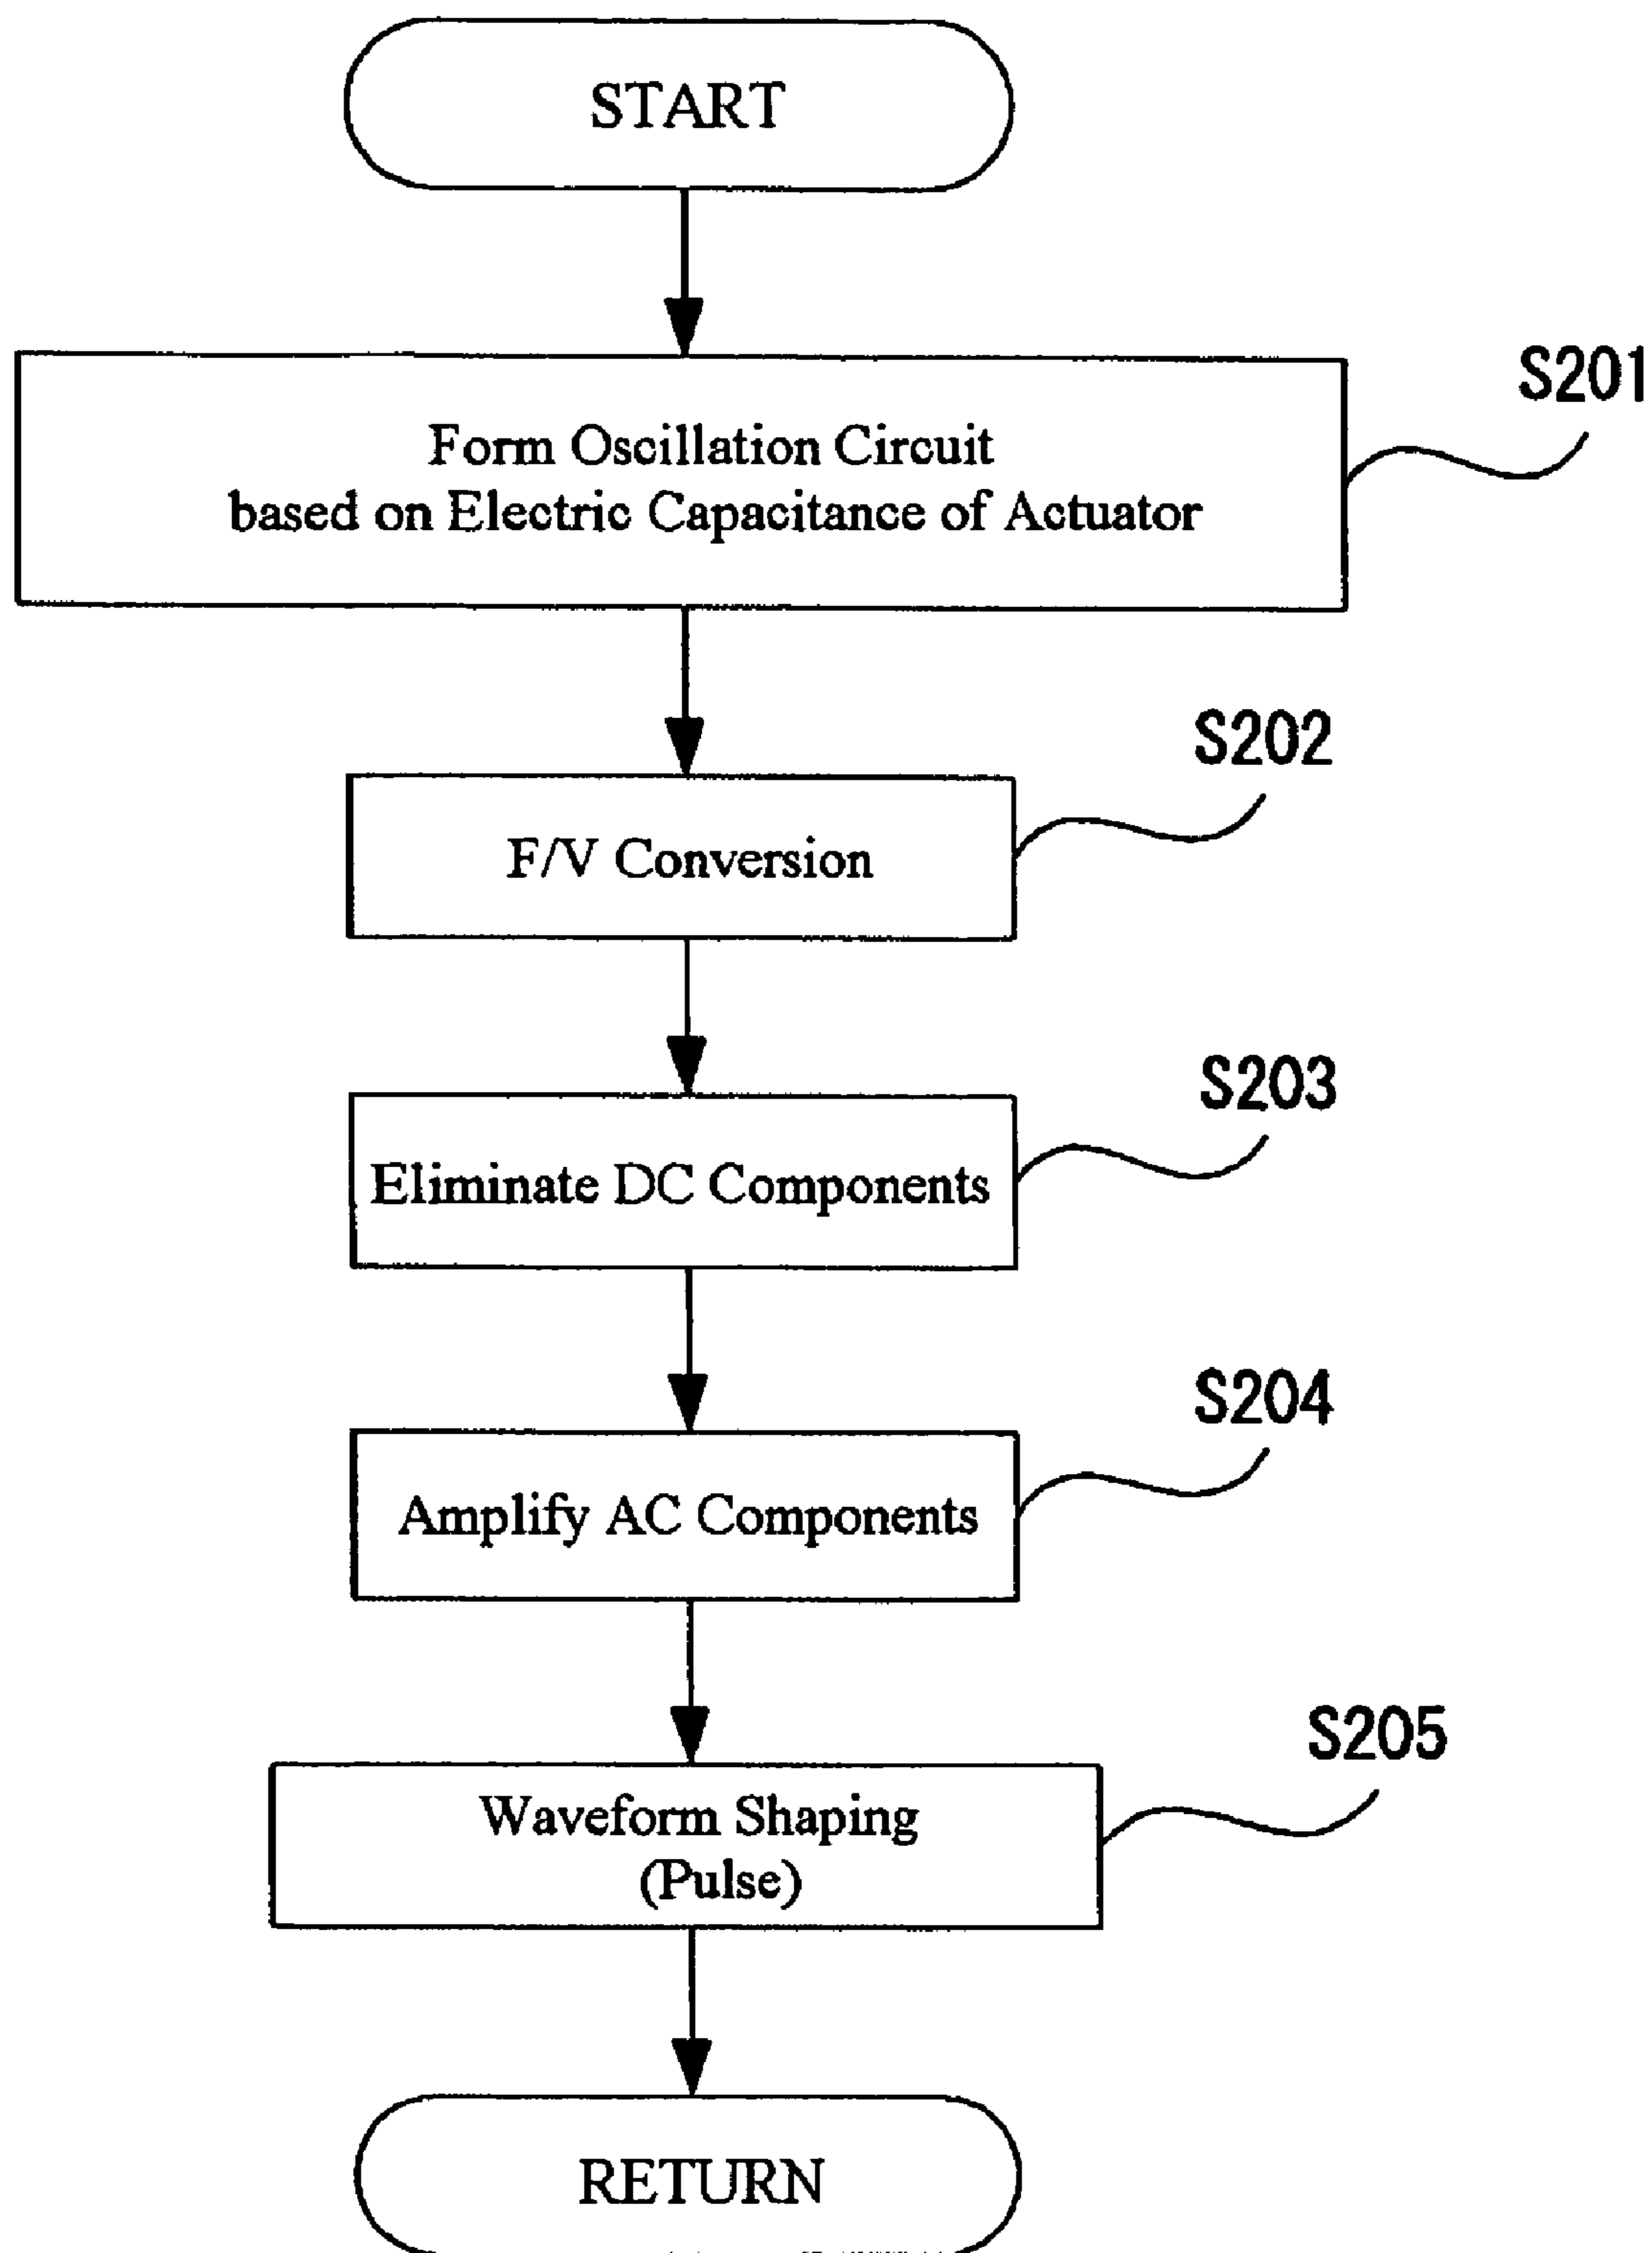 START
S201
Form Oscillation Circuit
based on Electric Capacitance of Actuator
S202
F/V Conversion
S203
Eliminate DC Components
S204
Amplify AC Components
S205
Waveform Shaping
(Pulse)
RETURN